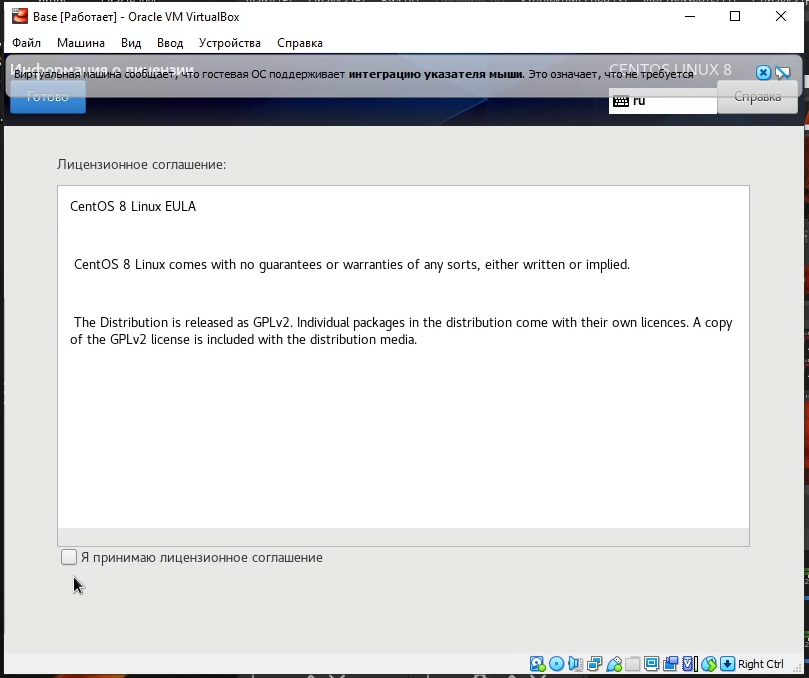 Base [Работает] - Oracle VM VirtualBox
Файл Машина Вид Ввод Устройства Справка
Информация о лицензии
CENTOS LINUX 8
Виртуальная машина сообщает, что гостевая ОС поддерживает интеграцию указателя мыши. Это означает, что не требуется
Готово
ru
Справка
Лицензионное соглашение:
CentOS 8 Linux EULA
CentOS 8 Linux comes with no guarantees or warranties of any sorts, either written or implied.
The Distribution is released as GPLv2. Individual packages in the distribution come with their own licences. A copy
of the GPLv2 license is included with the distribution media.
Я принимаю лицензионное соглашение
Right Ctrl